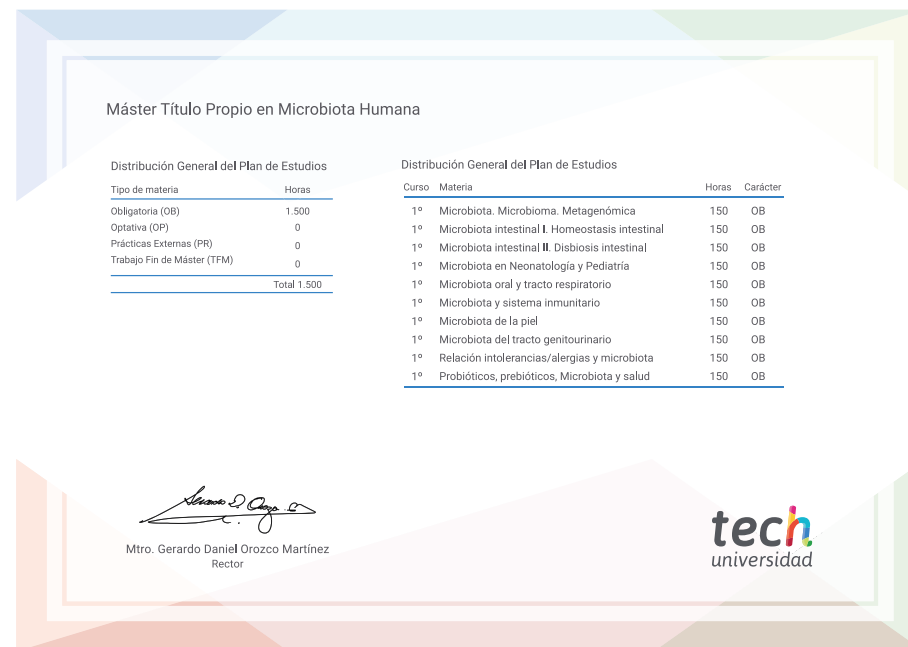 Máster Título Propio en Microbiota Humana
Distribución General del Plan de Estudios
Tipo de materia Horas
Obligatoria (OB) 1.500
Optativa (OP) 0
Prácticas Externas (PR) 0
Trabajo Fin de Máster (TFM) 0
Total 1.500
Distribución General del Plan de Estudios
Curso Materia Horas Carácter
1º Microbiota. Microbioma. Metagenómica 150 OB
1º Microbiota intestinal I. Homeostasis intestinal 150 OB
1º Microbiota intestinal II. Disbiosis intestinal 150 OB
1º Microbiota en Neonatología y Pediatría 150 OB
1º Microbiota oral y tracto respiratorio 150 OB
1º Microbiota y sistema inmunitario 150 OB
1º Microbiota de la piel 150 OB
1º Microbiota del tracto genitourinario 150 OB
1º Relación intolerancias/alergias y microbiota 150 OB
1º Probióticos, prebióticos, Microbiota y salud 150 OB
Mtro. Gerardo Daniel Orozco Martínez
Rector
tech
universidad